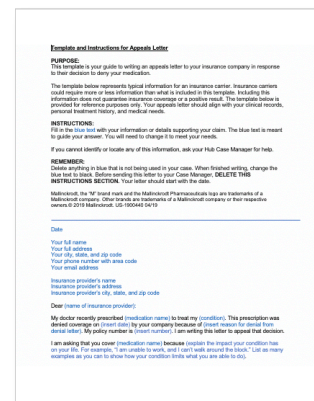 Template and Instructions for Appeals Letter
PURPOSE:
This template is your guide to writing an appeals letter to your insurance company in response
to their decision to deny your medication.
The template below represents typical information for an insurance carrier. Insurance carriers
could require more or less information than what is included in this template. Including this
information does not guarantee insurance coverage or a positive result. The template below is
provided for reference purposes only. Your appeals letter should align with your clinical records,
personal treatment history, and medical needs.
INSTRUCTIONS:
Fill in the blue text with your information or details supporting your claim. The blue text is meant
to guide your answer. You will need to change it to meet your needs.
If you cannot identify or locate any of this information, ask your Hub Case Manager for help.
REMEMBER:
Delete anything in blue that is not being used in your case. When finished writing, change the
blue text to black. Before sending this letter to your Case Manager, DELETE THIS
INSTRUCTIONS SECTION. Your letter should start with the date.
Mallinckrodt, the "M" brand mark and the Mallinckrodt Pharmaceuticals logo are trademarks of a
Mallinckrodt company. Other brands are trademarks of a Mallinckrodt company or their respective
owners.© 2019 Mallinckrodt. US-1900440 04/19
Date
Your full name
Your full address
Your city, state, and zip code
Your phone number with area code
Your email address
Insurance provider's name
Insurance provider's address
Insurance provider's city, state, and zip code
Dear (name of insurance provider):
My doctor recently prescribed (medication name) to treat my (condition). This prescription was
denied coverage on (insert date) by your company because of (insert reason for denial from
denial letter). My policy number is (insert number). I am writing this letter to appeal that decision.
I am asking that you cover (medication name) because (explain the impact your condition has
on your life. For example, "I am unable to work, and I can't walk around the block." List as many
examples as you can to show how your condition limits what you are able to do).